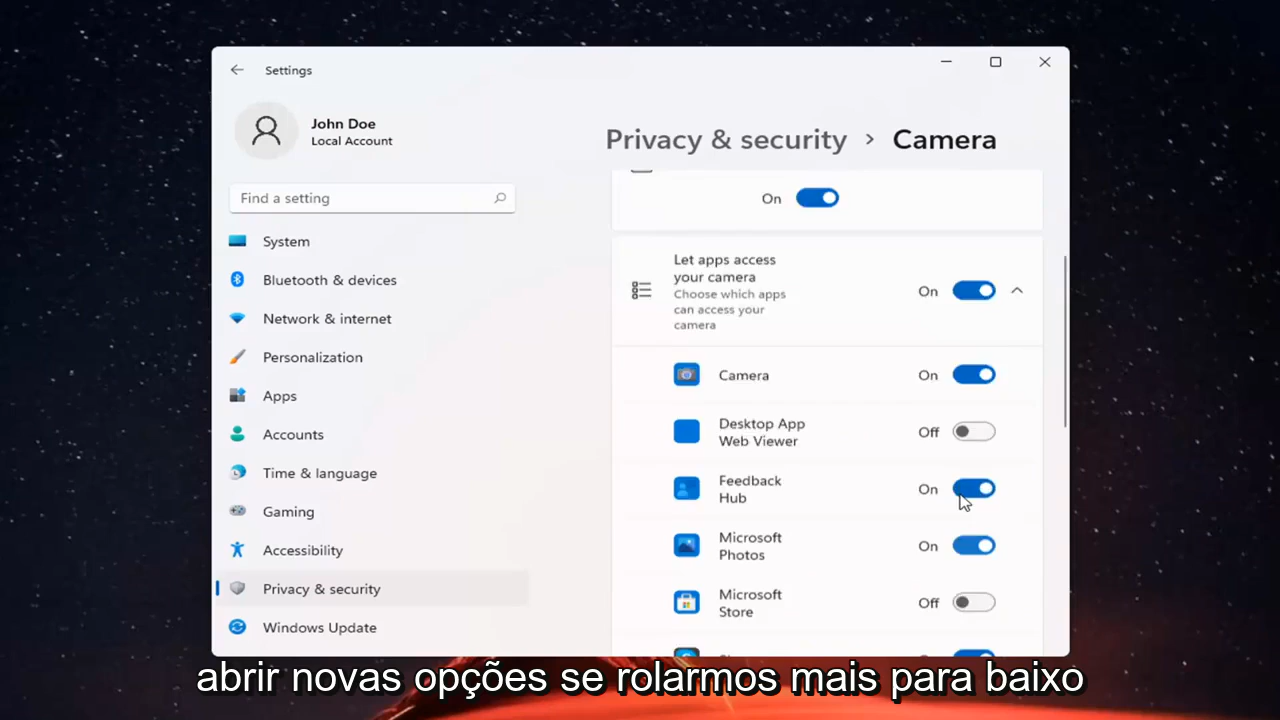 Settings
John Doe
Local Account
Find a setting
System
Bluetooth & devices
Network & internet
Personalization
Apps
Accounts
Time & language
Gaming
Accessibility
Privacy & security
Windows Update
Privacy & security > Camera
On
Let apps access
your camera
Choose which apps
can access your
camera
On
Camera
On
Desktop App
Web Viewer
Off
Feedback
Hub
On
Microsoft
Photos
On
Microsoft
Store
Off
abrir novas opções se rolarmos mais para baixo